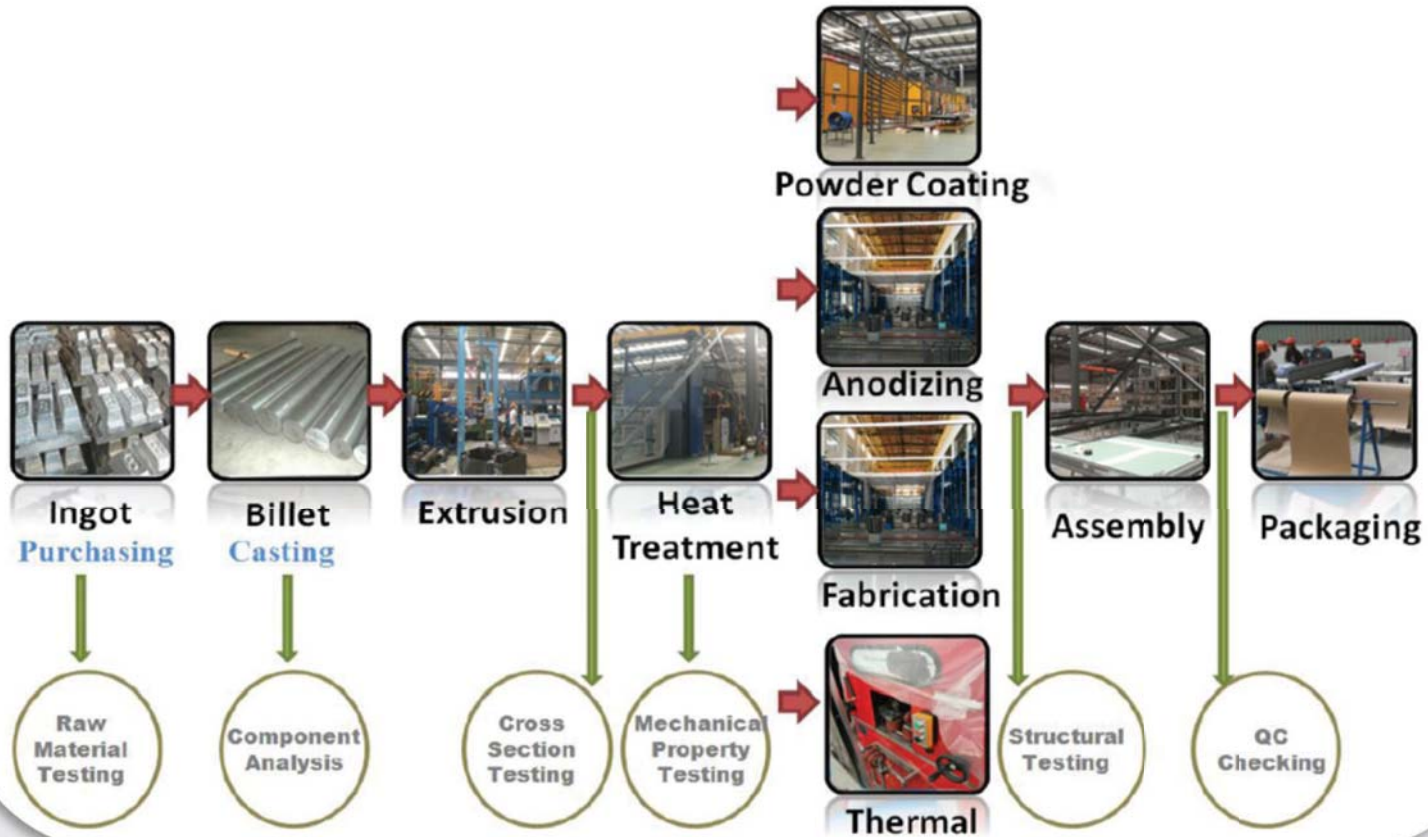 Powder Coating
Anodizing
Ingot
Purchasing
Billet
Casting
Extrusion
Heat
Treatment
Fabrication
Assembly
Packaging
Raw
Material
Testing
Component
Analysis
Cross
Section
Testing
Mechanical
Property
Testing
Structural
Testing
QC
Checking
Thermal